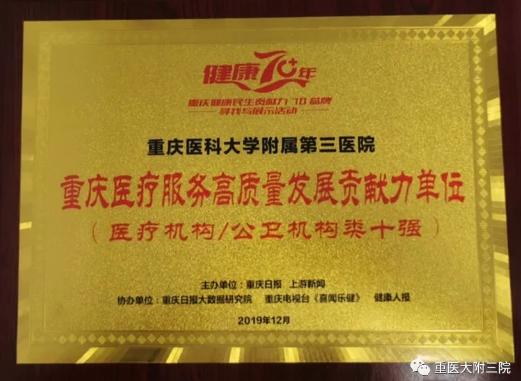 健康70+年
重庆健康民生贡献力“70”品牌
寻找与展示活动
重庆医科大学附属第三医院
重庆医疗服务高质量发展贡献力单位
(医疗机构/公卫机构类十强)
主办单位:重庆日报 上游新闻
协办单位:重庆日报大数据研究院 重庆电视台《喜闻乐健》 健康人报
2019年12月
重医大附三院